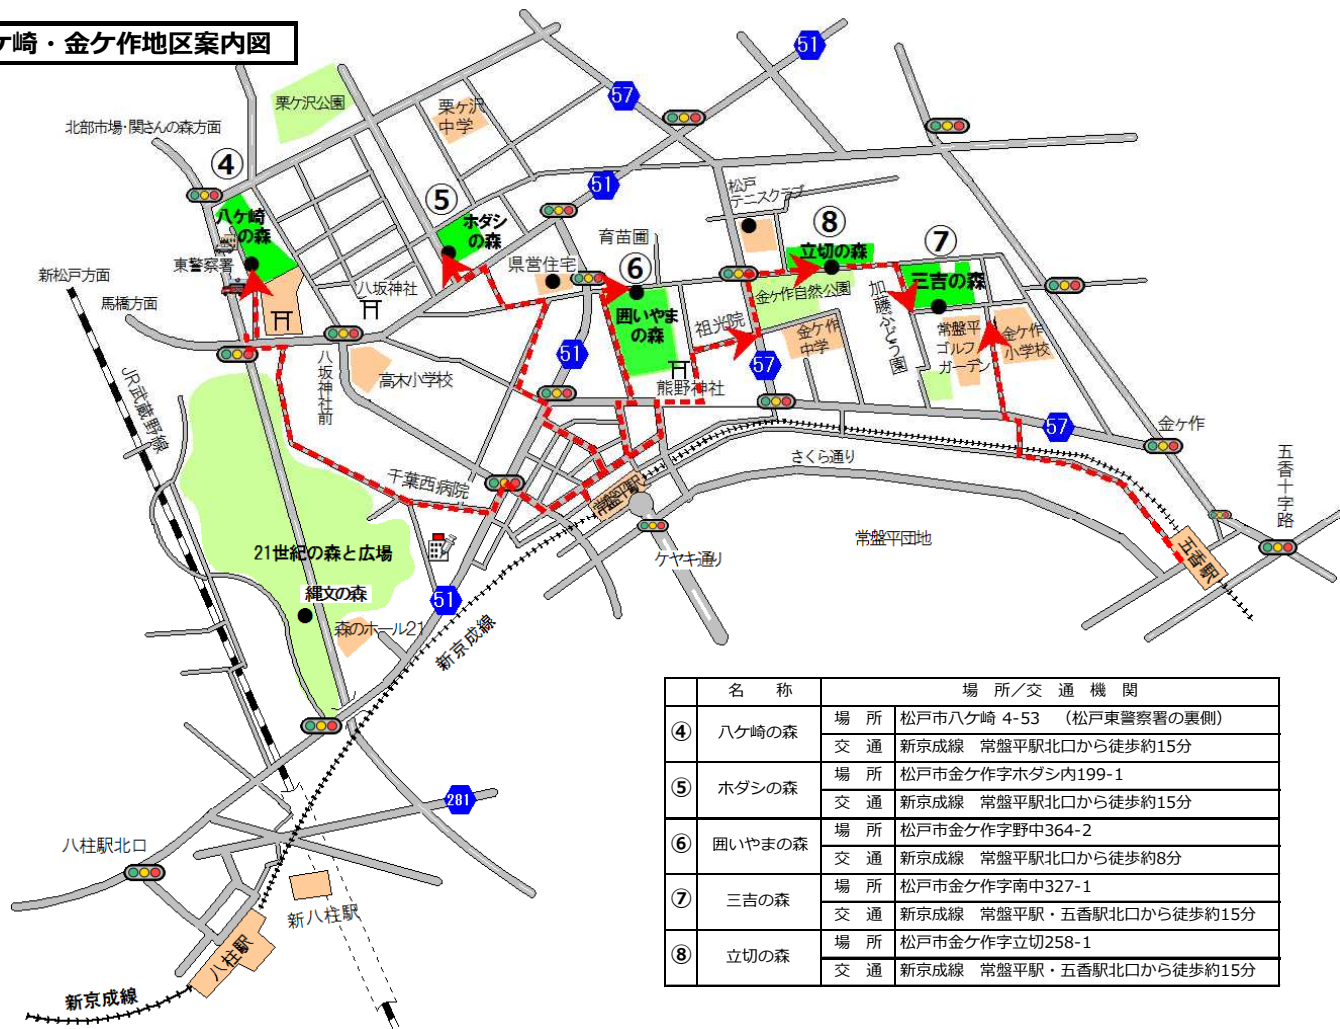 ケ崎・金ケ作地区案内図
51
57
栗ケ沢公園
栗ケ沢
中学
北部市場・関さんの森方面
④
⑤
51
松戸
テニスクラブ
八ケ崎
の森
ホダシ
の森
育苗圃
⑧
⑦
東警察署
県営住宅
⑥
立切の森
新松戸方面
八坂神社
三吉の森
馬橋方面
金ケ作自然公園
囲いやま
の森
祖光院
加藤ぶどう園
常盤平
ゴルフ
ガーデン
金ケ作
小学校
金ケ作
中学
51
57
JR武蔵野線
八坂神社前
高木小学校
熊野神社
57
金ケ作
千葉西病院
さくら通り
五香十字路
常盤平駅
21世紀の森と広場
ケヤキ通り
常盤平団地
五香駅
縄文の森
51
森のホール21
新京成線
281
八柱駅北口
新八柱駅
八柱駅
新京成線
名 称 場 所/交 通 機 関
④ 八ケ崎の森 場 所 松戸市八ケ崎 4-53 (松戸東警察署の裏側)
交 通 新京成線 常盤平駅北口から徒歩約15分
⑤ ホダシの森 場 所 松戸市金ケ作字ホダシ内199-1
交 通 新京成線 常盤平駅北口から徒歩約15分
⑥ 囲いやまの森 場 所 松戸市金ケ作字野中364-2
交 通 新京成線 常盤平駅北口から徒歩約8分
⑦ 三吉の森 場 所 松戸市金ケ作字南中327-1
交 通 新京成線 常盤平駅・五香駅北口から徒歩約15分
⑧ 立切の森 場 所 松戸市金ケ作字立切258-1
交 通 新京成線 常盤平駅・五香駅北口から徒歩約15分